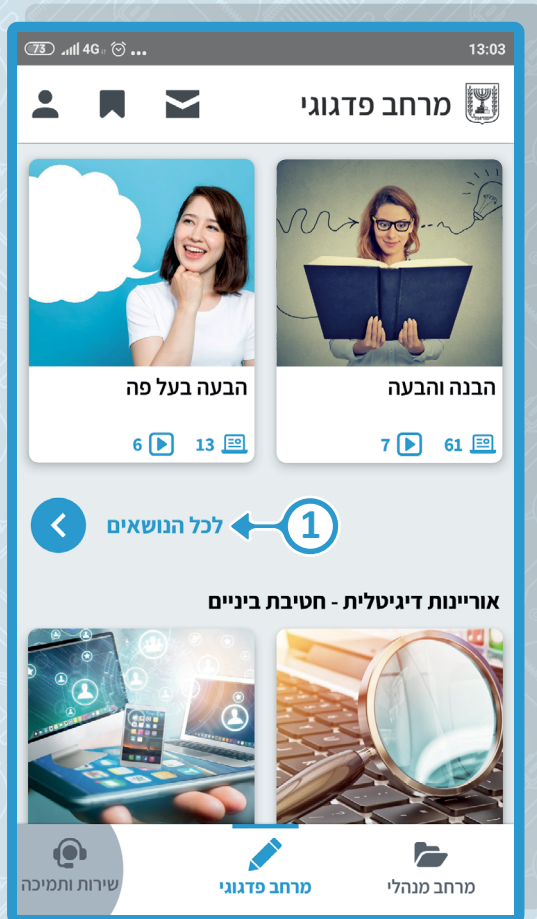 73 4G ... 13:03
מרחב פדגוגי
הבנה והבעה
הבעה בעל פה
61 7
13 6
לכל הנושאים
1
אוריינות דיגיטלית - חטיבת ביניים
מרחב מנהלי
מרחב פדגוגי
שירות ותמיכה